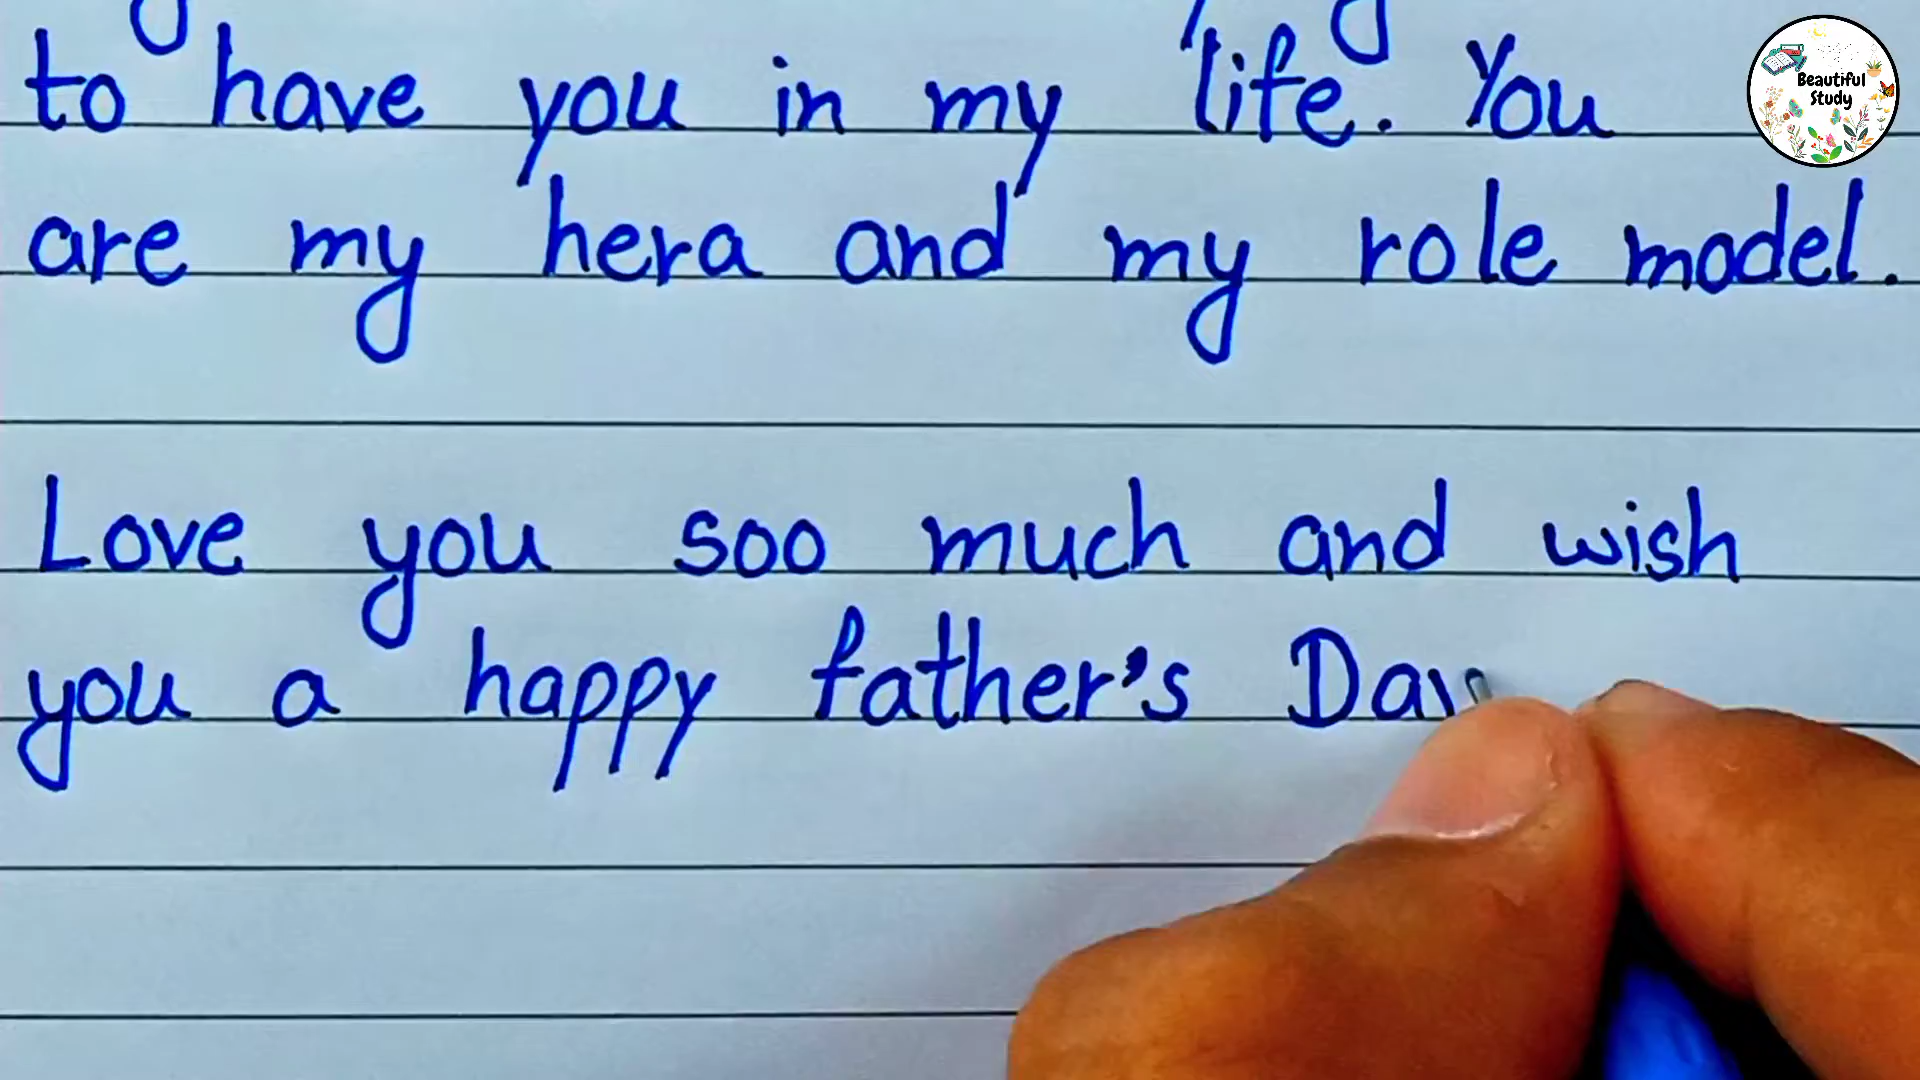 to have you in my life. You
are my hera and my role model.
Love you soo much and wish
you a happy father's Day
Beautiful
Study